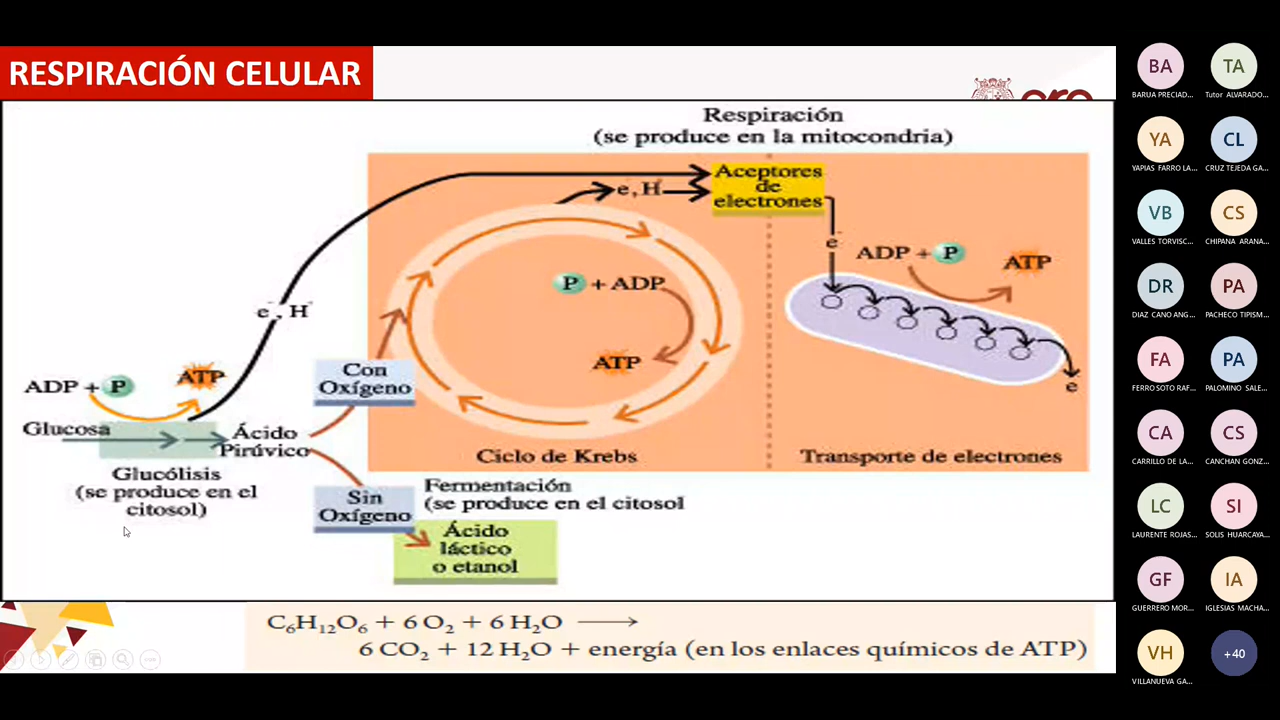 RESPIRACIÓN CELULAR
Respiración
(se produce en la mitocondria)
Aceptores
de
electrones
e⁻, H⁺
e⁻
ADP + P
ATP
P + ADP
ATP
e⁻, H⁺
e
Con
Oxígeno
ADP + P
ATP
Glucosa
Ácido
Pirúvico
Ciclo de Krebs
Transporte de electrones
Glucólisis
(se produce en el
citosol)
Sin
Oxígeno
Fermentación
(se produce en el citosol
Ácido
láctico
o etanol
C₆H₁₂O₆ + 6 O₂ + 6 H₂O ⟶
6 CO₂ + 12 H₂O + energía (en los enlaces químicos de ATP)
BA
BARUA PRECIAD...
TA
Tutor ALVARADO...
YA
YAPIAS FARRO LA...
CL
CRUZ TEJEDA GA...
VB
VALLES TORVISC...
CS
CHIPANA ARANA...
DR
DIAZ CANO ANG...
PA
PACHECO TIPISM...
FA
FERRO SOTO RAF...
PA
PALOMINO SALE...
CA
CARRILLO DE LA...
CS
CANCHAN GONZ...
LC
LAURENTE ROJAS...
SI
SOLIS HUARCAYA...
GF
GUERRERO MOR...
IA
IGLESIAS MACHA...
VH
VILLANUEVA GA...
+40